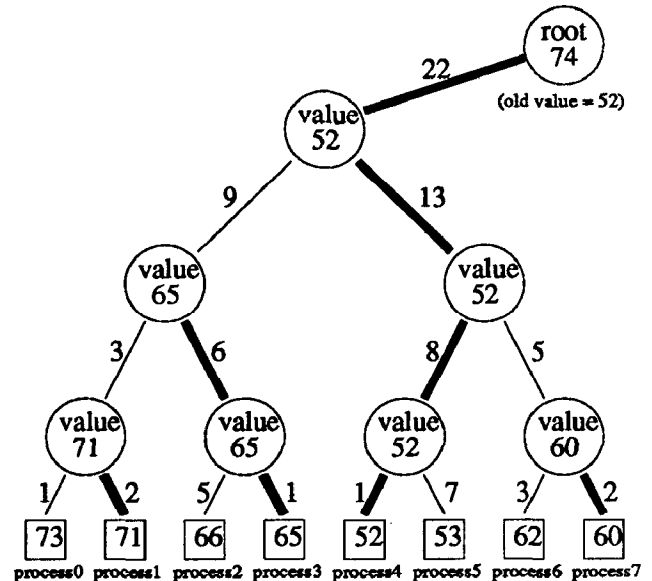 root
74
22
(old value = 52)
value
52
9
13
value
65
value
52
3
6
8
5
value
71
value
65
value
52
value
60
1
2
5
1
1
7
3
2
73
71
66
65
52
53
62
60
process0
process1
process2
process3
process4
process5
process6
process7